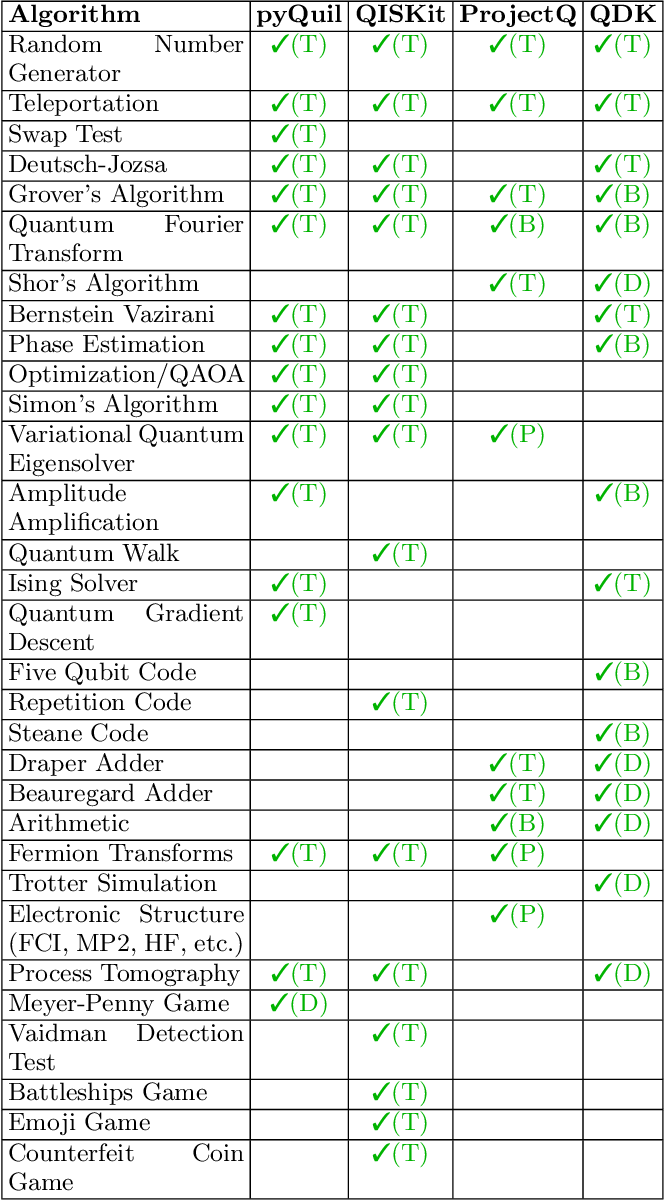 Algorithm pyQuil QISKit ProjectQ QDK
Random Number ✓(T) ✓(T) ✓(T) ✓(T)
Generator
Teleportation ✓(T) ✓(T) ✓(T) ✓(T)
Swap Test ✓(T)
Deutsch-Jozsa ✓(T) ✓(T) ✓(T)
Grover's Algorithm ✓(T) ✓(T) ✓(T) ✓(B)
Quantum Fourier ✓(T) ✓(T) ✓(B) ✓(B)
Transform
Shor's Algorithm ✓(T) ✓(D)
Bernstein Vazirani ✓(T) ✓(T) ✓(T)
Phase Estimation ✓(T) ✓(T) ✓(B)
Optimization/QAOA ✓(T) ✓(T)
Simon's Algorithm ✓(T) ✓(T)
Variational Quantum ✓(T) ✓(T) ✓(P)
Eigensolver
Amplitude ✓(T) ✓(B)
Amplification
Quantum Walk ✓(T)
Ising Solver ✓(T) ✓(T)
Quantum Gradient ✓(T)
Descent
Five Qubit Code ✓(B)
Repetition Code ✓(T)
Steane Code ✓(B)
Draper Adder ✓(T) ✓(D)
Beauregard Adder ✓(T) ✓(D)
Arithmetic ✓(B) ✓(D)
Fermion Transforms ✓(T) ✓(T) ✓(P)
Trotter Simulation ✓(D)
Electronic Structure ✓(P)
(FCI, MP2, HF, etc.)
Process Tomography ✓(T) ✓(T) ✓(D)
Meyer-Penny Game ✓(D)
Vaidman Detection ✓(T)
Test
Battleships Game ✓(T)
Emoji Game ✓(T)
Counterfeit Coin ✓(T)
Game